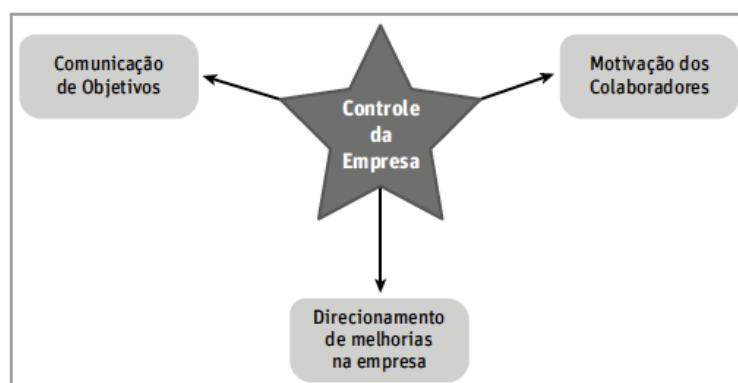 Comunicação
de Objetivos
Controle
da
Empresa
Motivação dos
Colaboradores
Direcionamento
de melhorias
na empresa